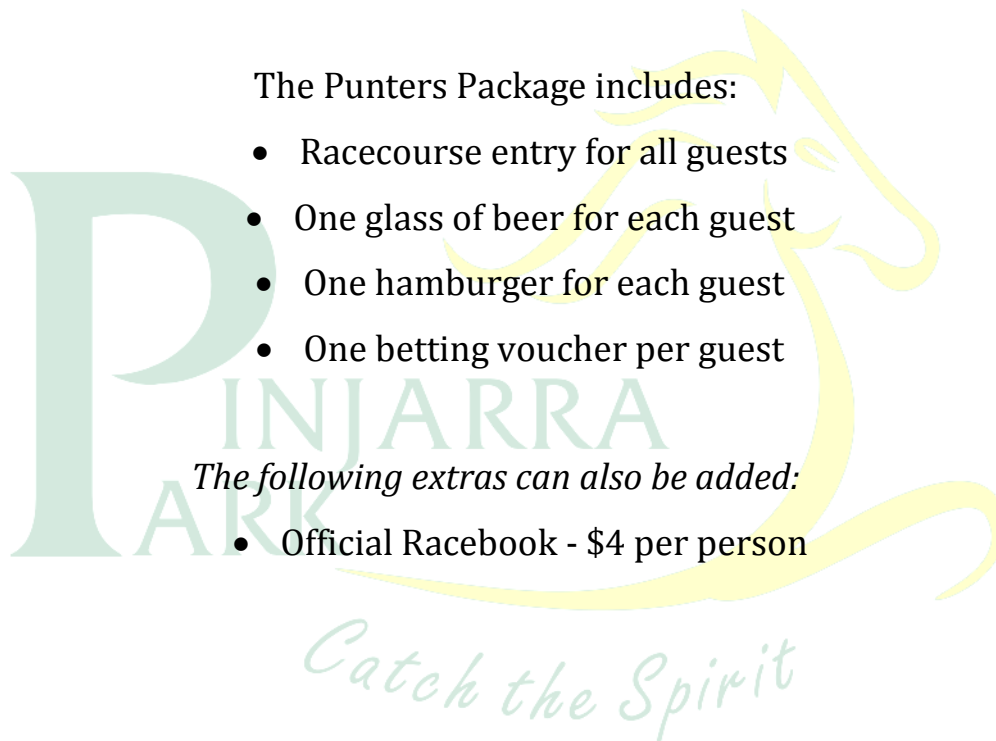 The Punters Package includes:
• Racecourse entry for all guests
• One glass of beer for each guest
• One hamburger for each guest
• One betting voucher per guest
PINJARRA
The following extras can also be added:
PARK
• Official Racebook - $4 per person
Catch the Spirit